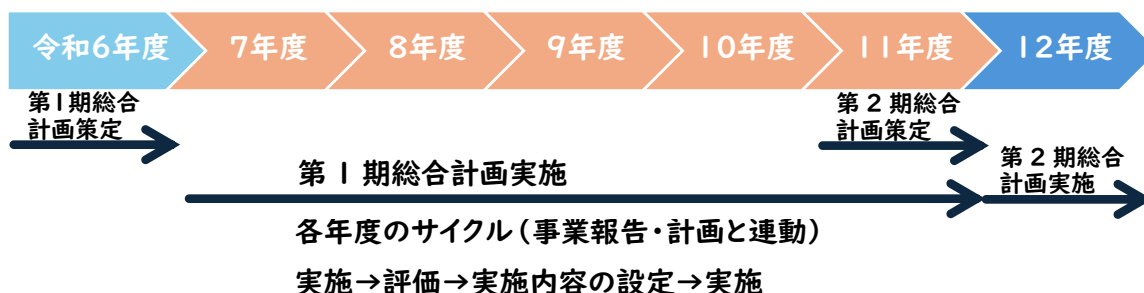 令和6年度 7年度 8年度 9年度 10年度 11年度 12年度
第1期総合
計画策定
第2期総合
計画策定
第1期総合計画実施
第2期総合
計画実施
各年度のサイクル(事業報告・計画と連動)
実施→評価→実施内容の設定→実施